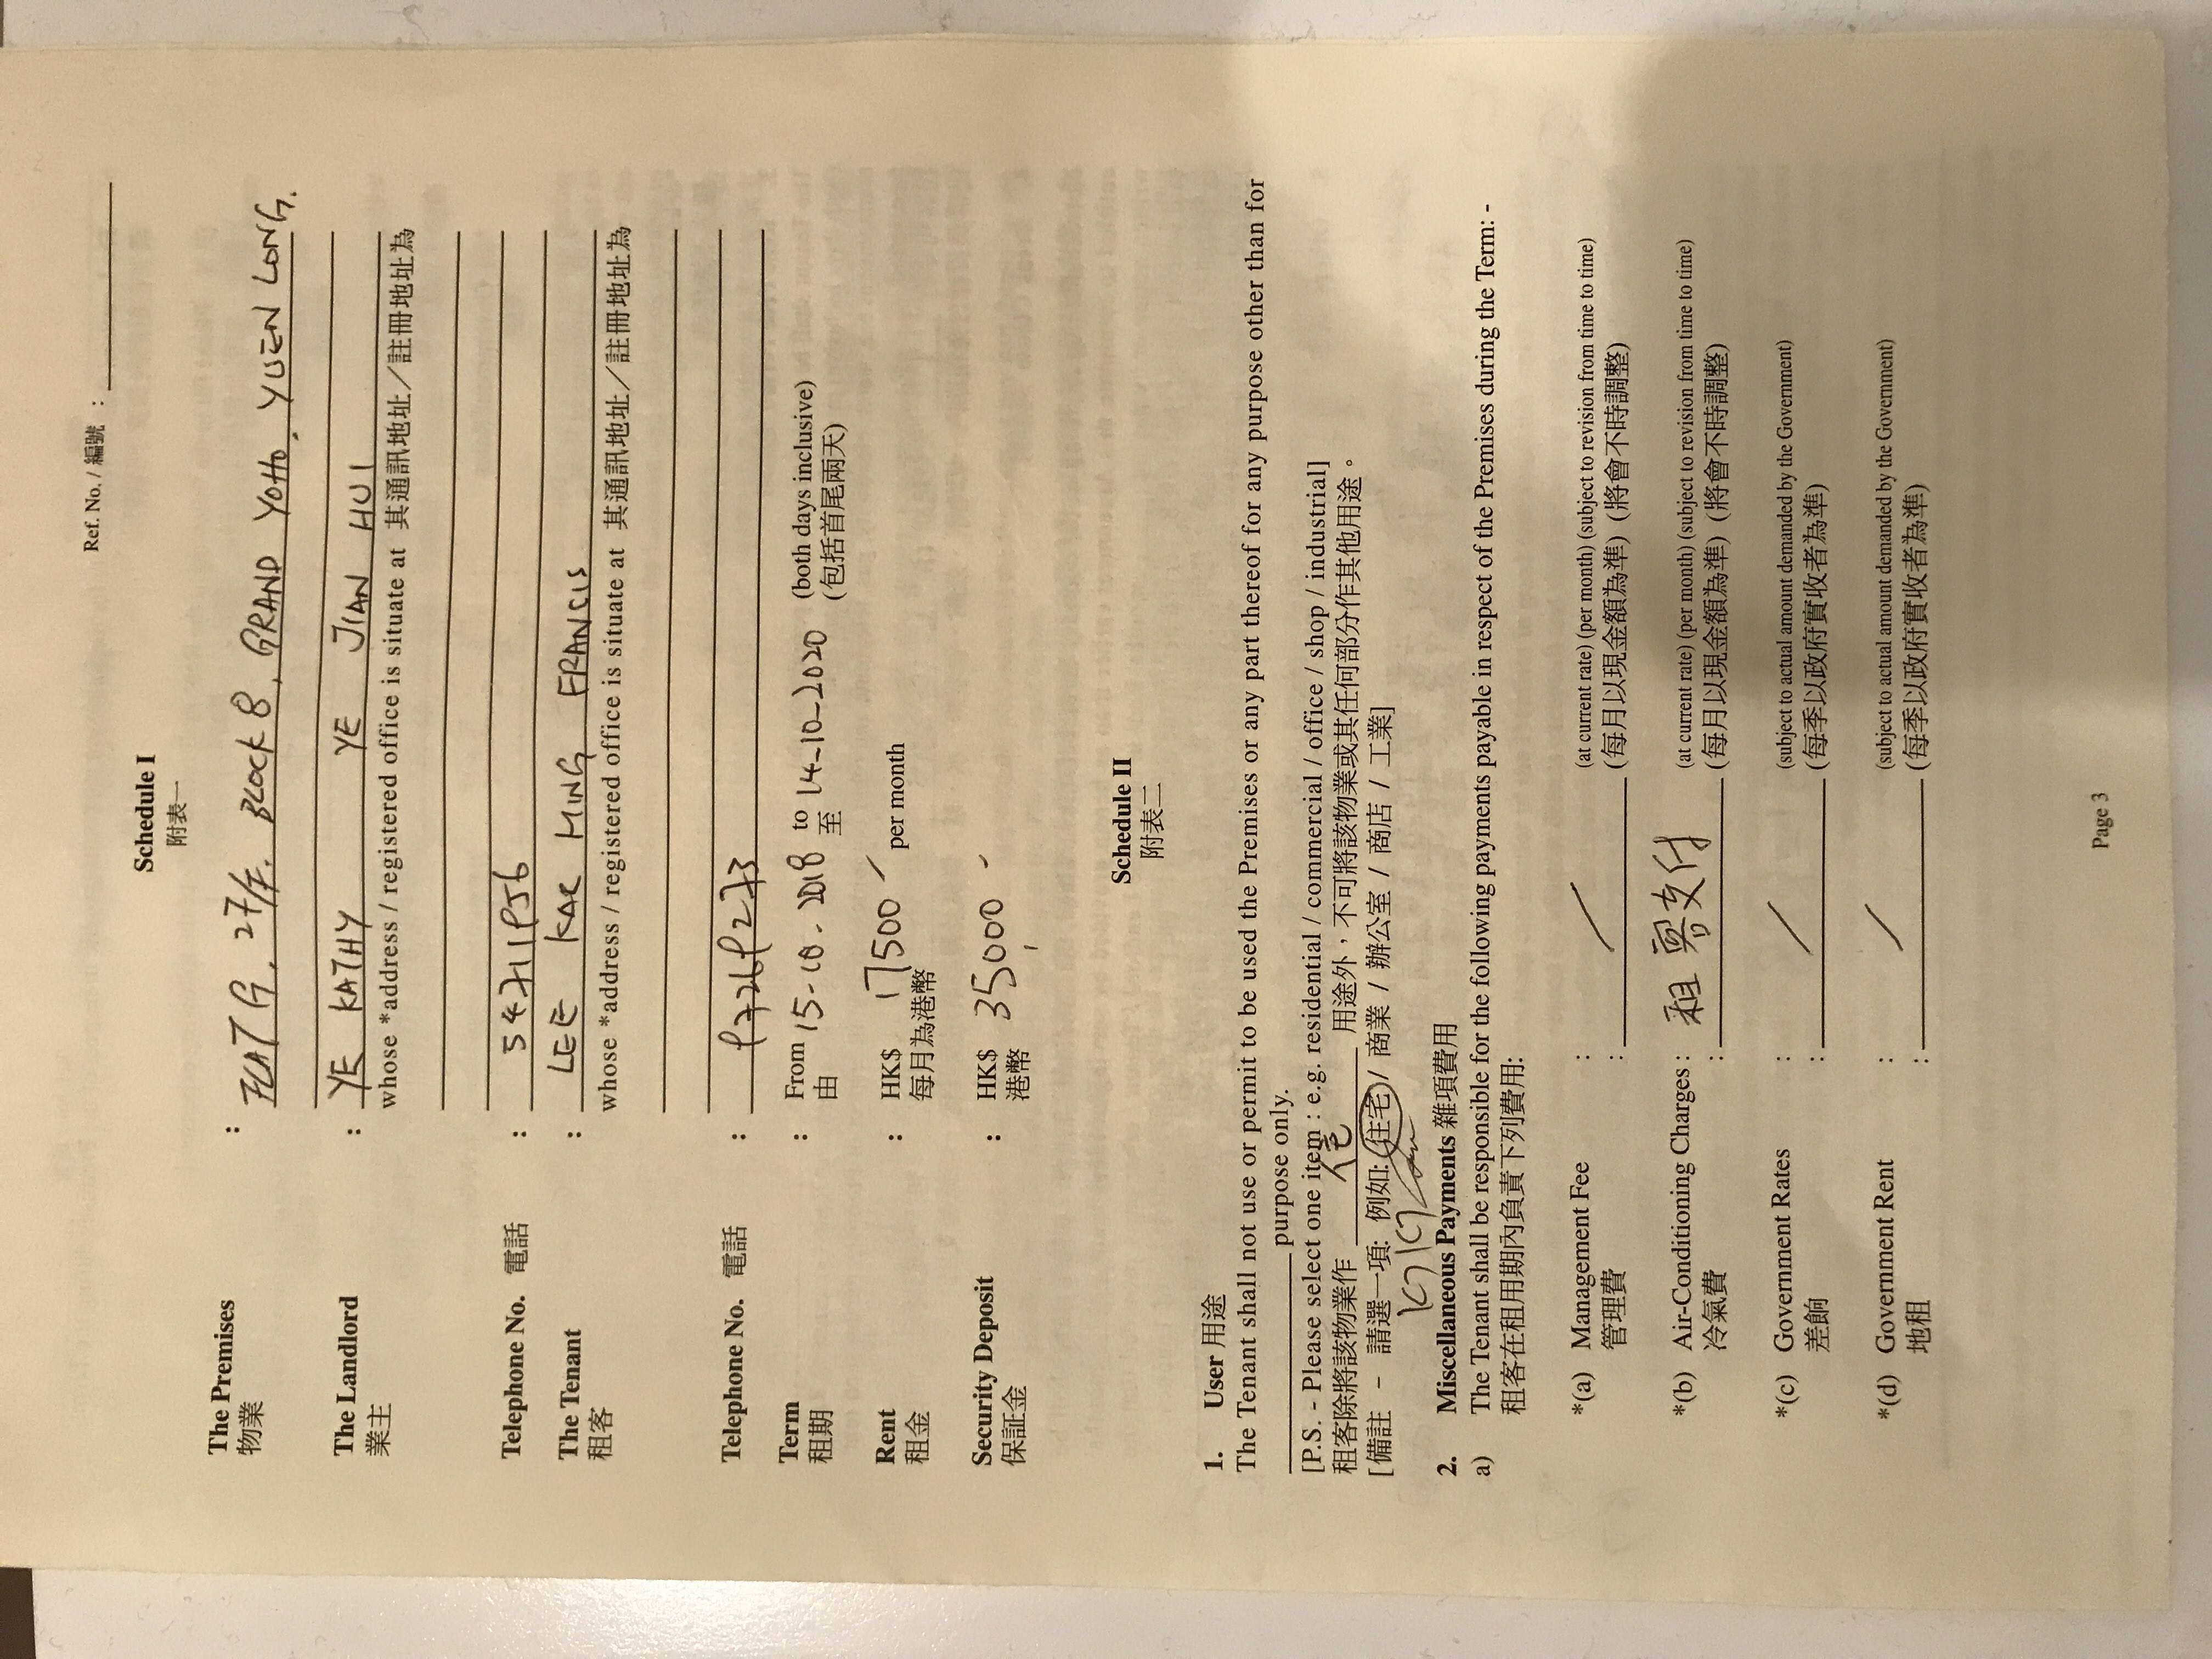 Ref. No. / 編號 :
Schedule I
附表一
The Premises : FLAT G, 27/F, BLOCK 8, GRAND YOHO, YUEN LONG.
物業
The Landlord : YE KATHY YE JIAN HUI
業主 whose *address / registered office is situate at 其通訊地址／註冊地址為
Telephone No. 電話 :
The Tenant : LEE KAR MING FRANCIS
租客 whose *address / registered office is situate at 其通訊地址／註冊地址為
Telephone No. 電話 :
Term : From 15-10-2018 to 14-10-2020 (both days inclusive)
租期 由 至 (包括首尾兩天)
Rent : HK$ 17500 per month
租金 每月為港幣
Security Deposit : HK$ 35000
保証金 港幣
Schedule II
附表二
1. User 用途
The Tenant shall not use or permit to be used the Premises or any part thereof for any purpose other than for
purpose only.
[P.S. - Please select one item : e.g. residential / commercial / office / shop / industrial]
租客除將該物業作 用途外，不可將該物業或其任何部分作其他用途。
[備註 - 請選一項: 例如: 住宅 / 商業 / 辦公室 / 商店 / 工業]
2. Miscellaneous Payments 雜項費用
a) The Tenant shall be responsible for the following payments payable in respect of the Premises during the Term: -
租客在租用期內負責下列費用:
*(a) Management Fee : (at current rate) (per month) (subject to revision from time to time)
管理費 : (每月以現金額為準) (將會不時調整)
*(b) Air-Conditioning Charges : 租 (at current rate) (per month) (subject to revision from time to time)
冷氣費 : (每月以現金額為準) (將會不時調整)
*(c) Government Rates : (subject to actual amount demanded by the Government)
差餉 : (每季以政府實收者為準)
*(d) Government Rent : (subject to actual amount demanded by the Government)
地租 : (每季以政府實收者為準)
Page 3